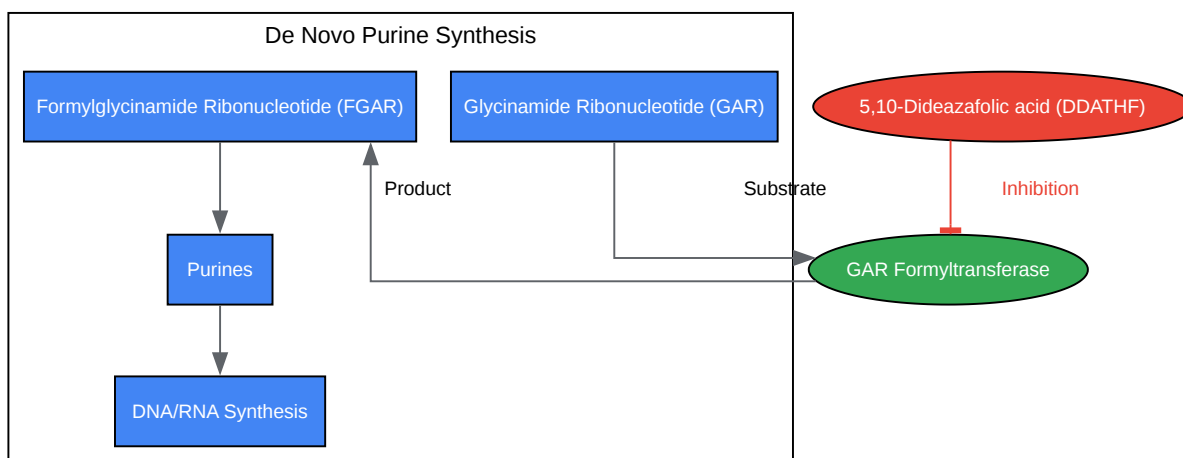 De Novo Purine Synthesis
Formylglycinamide Ribonucleotide (FGAR)
Glycinamide Ribonucleotide (GAR)
5,10-Dideazafolic acid (DDATHF)
Product
Substrate
Inhibition
Purines
GAR Formyltransferase
DNA/RNA Synthesis